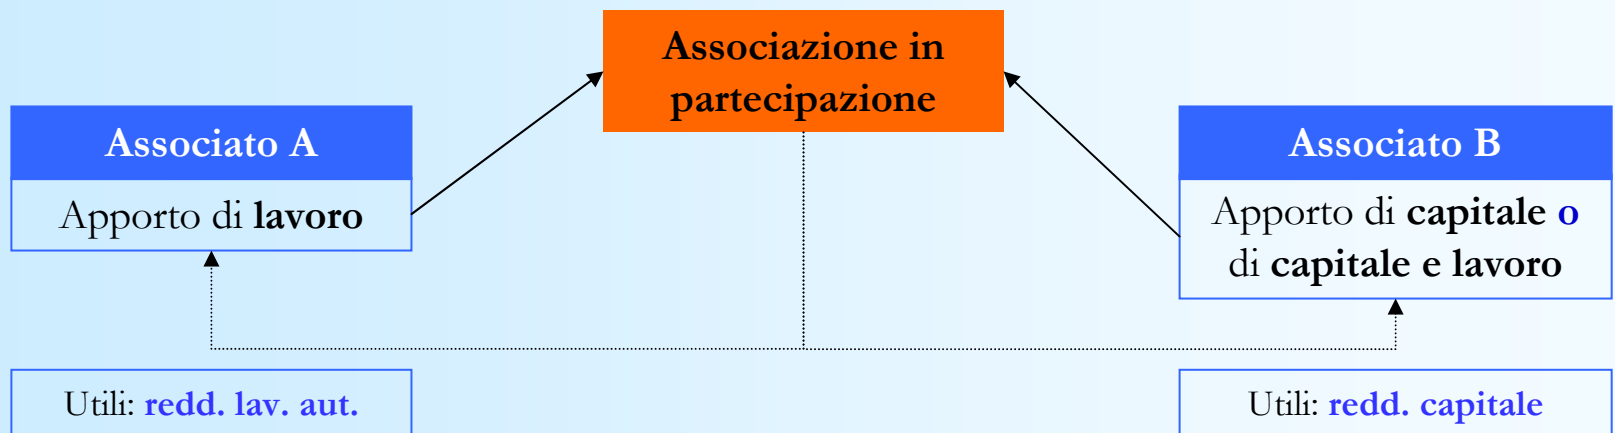 Associazione in
partecipazione
Associato A
Apporto di lavoro
Associato B
Apporto di capitale o
di capitale e lavoro
Utili: redd. lav. aut.
Utili: redd. capitale